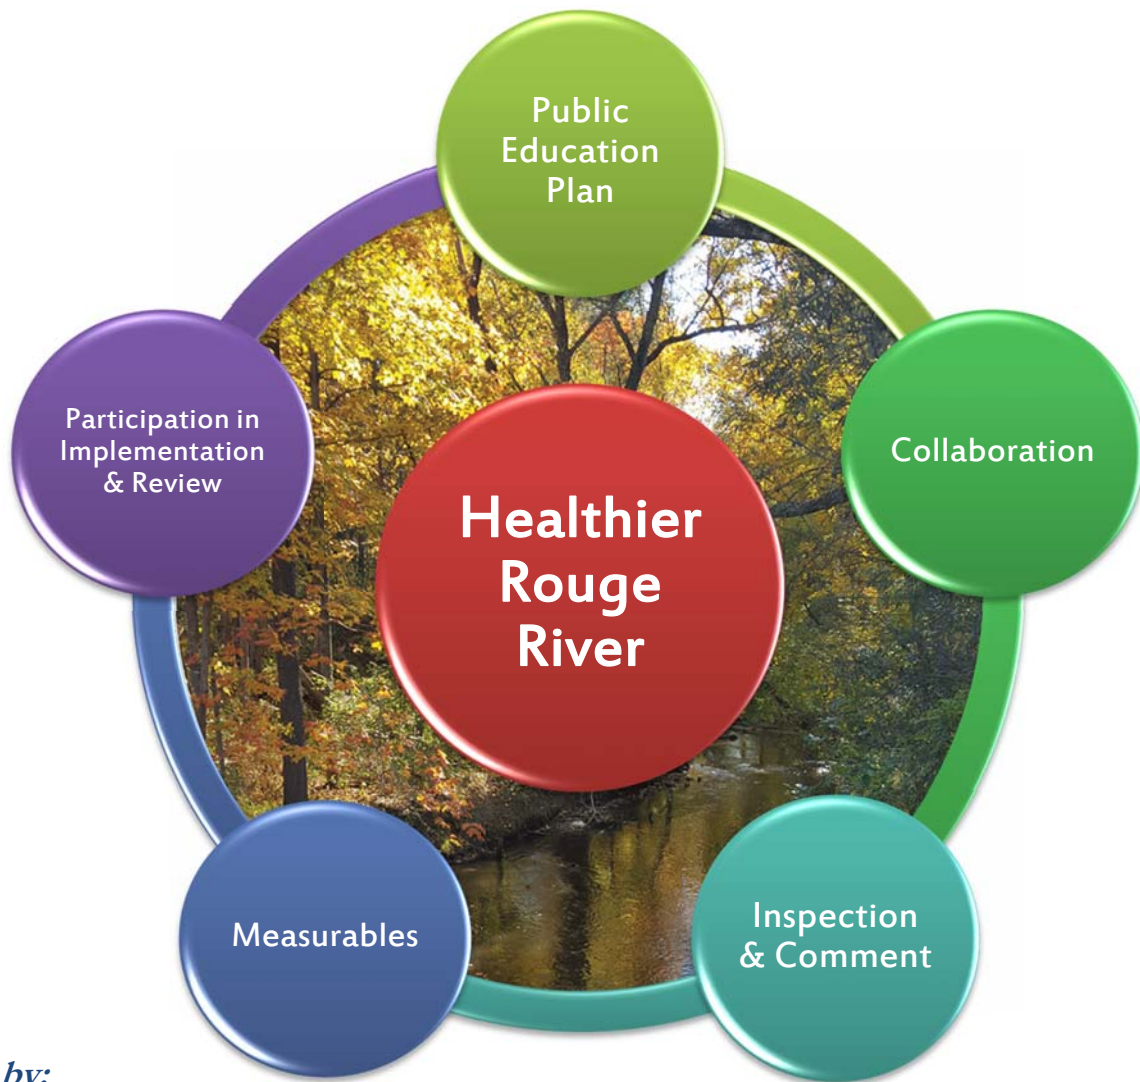 Public
Education
Plan
Participation in
Implementation
& Review
Collaboration
Healthier
Rouge
River
Measurables
Inspection
& Comment
by: